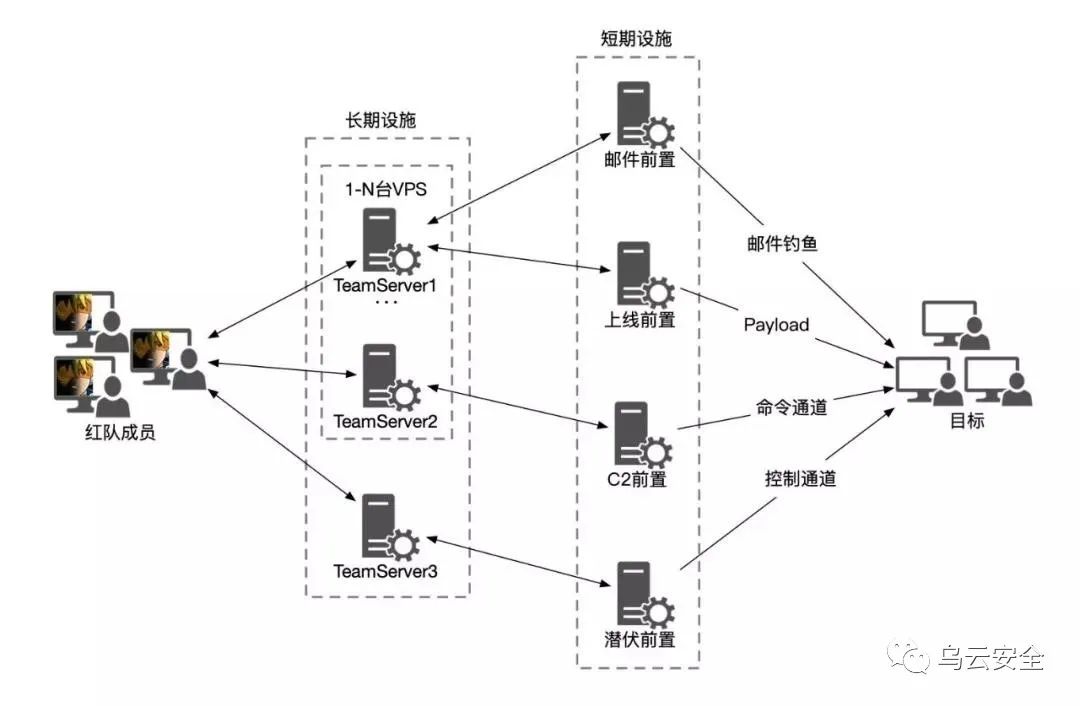 短期设施
长期设施
邮件前置
1-N台VPS
邮件钓鱼
TeamServer1
...
上线前置
Payload
TeamServer2
命令通道
目标
红队成员
C2前置
控制通道
TeamServer3
潜伏前置
乌云安全